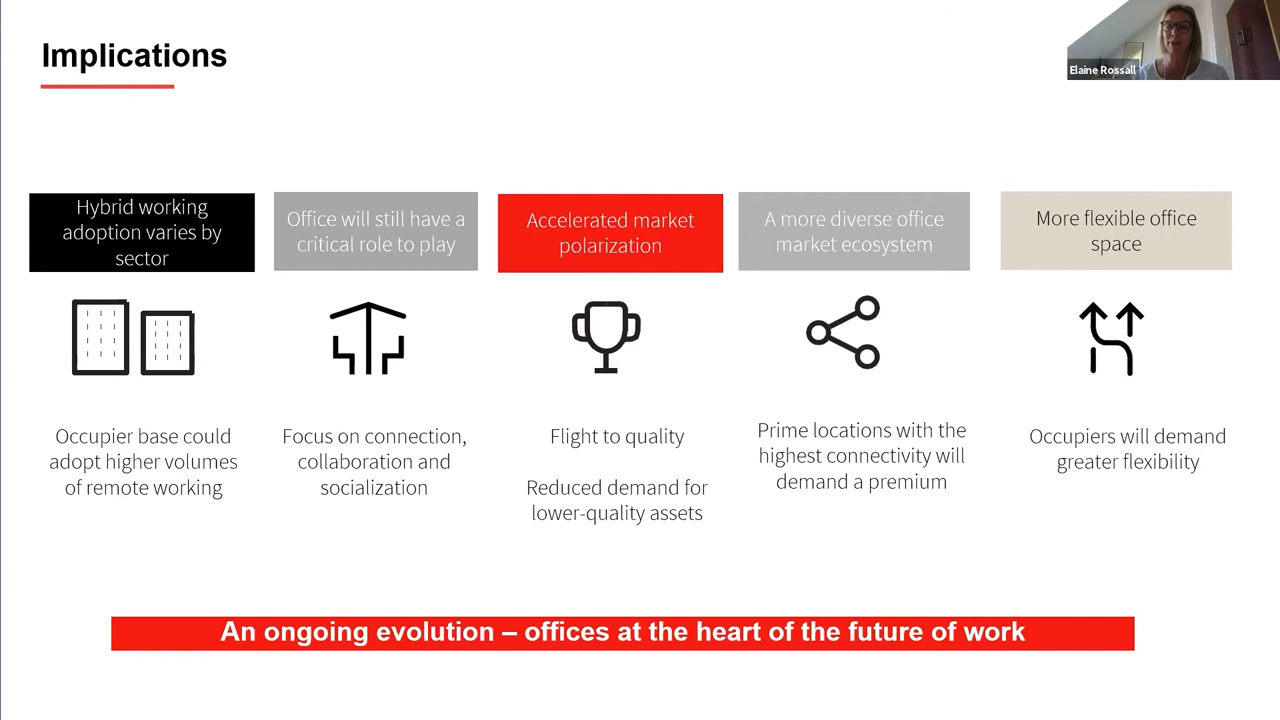 Implications
Elaine Rossall
Hybrid working
adoption varies by
sector
Office will still have a
critical role to play
Accelerated market
polarization
A more diverse office
market ecosystem
More flexible office
space
Occupier base could
adopt higher volumes
of remote working
Focus on connection,
collaboration and
socialization
Flight to quality
Reduced demand for
lower-quality assets
Prime locations with the
highest connectivity will
demand a premium
Occupiers will demand
greater flexibility
An ongoing evolution – offices at the heart of the future of work